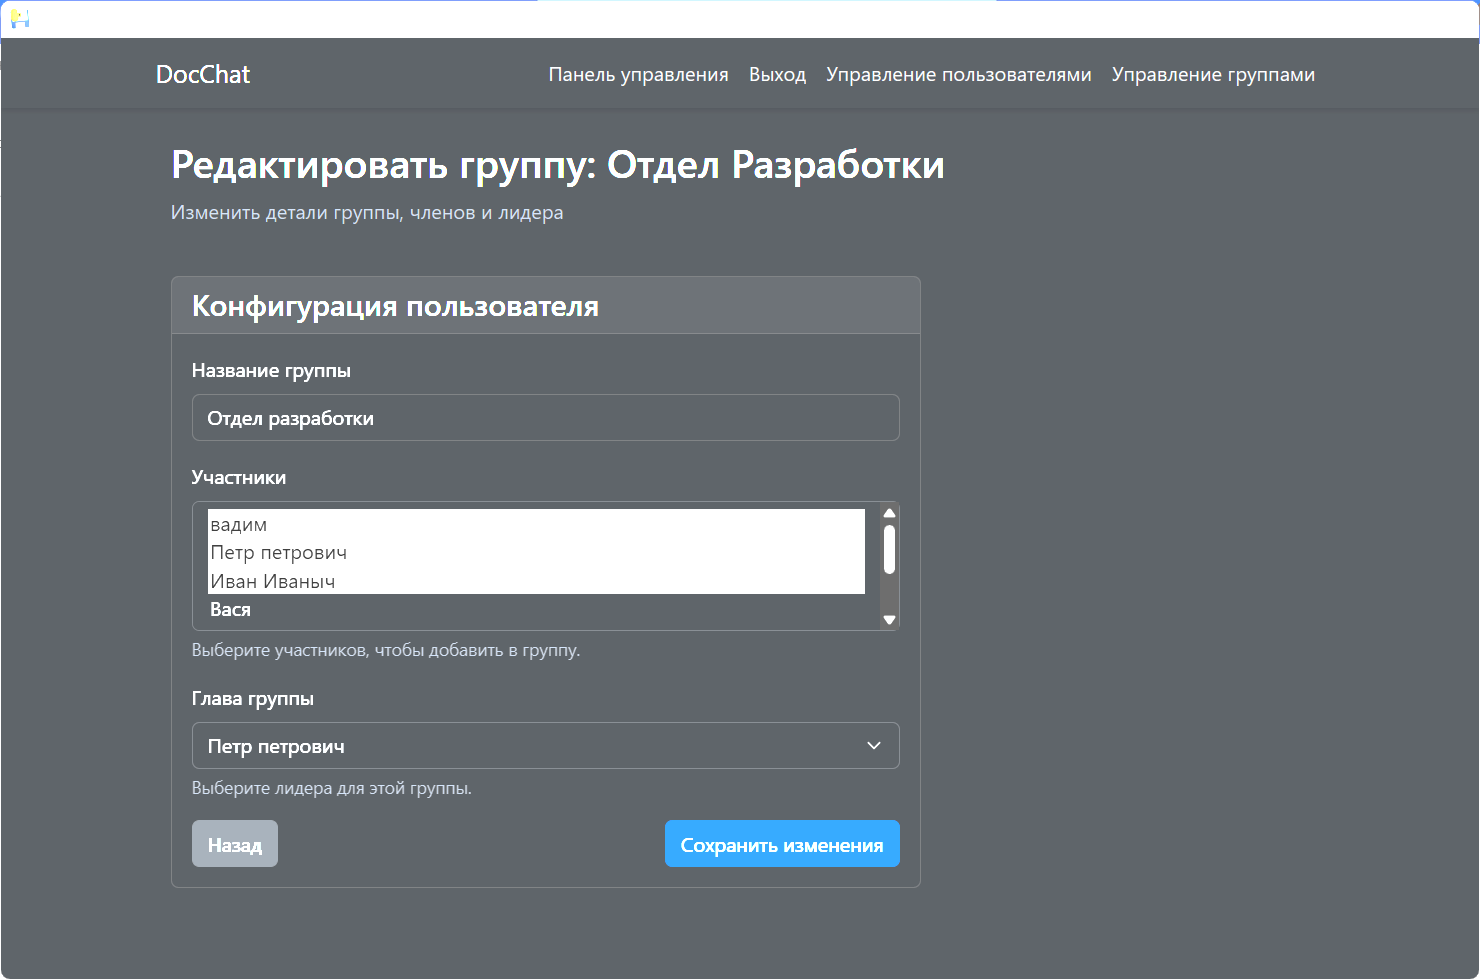 DocChat
Панель управления Выход Управление пользователями Управление группами
Редактировать группу: Отдел Разработки
Изменить детали группы, членов и лидера
Конфигурация пользователя
Название группы
Отдел разработки
Участники
вадим
Петр петрович
Иван Иваныч
Вася
Выберите участников, чтобы добавить в группу.
Глава группы
Петр петрович
Выберите лидера для этой группы.
Назад Сохранить изменения